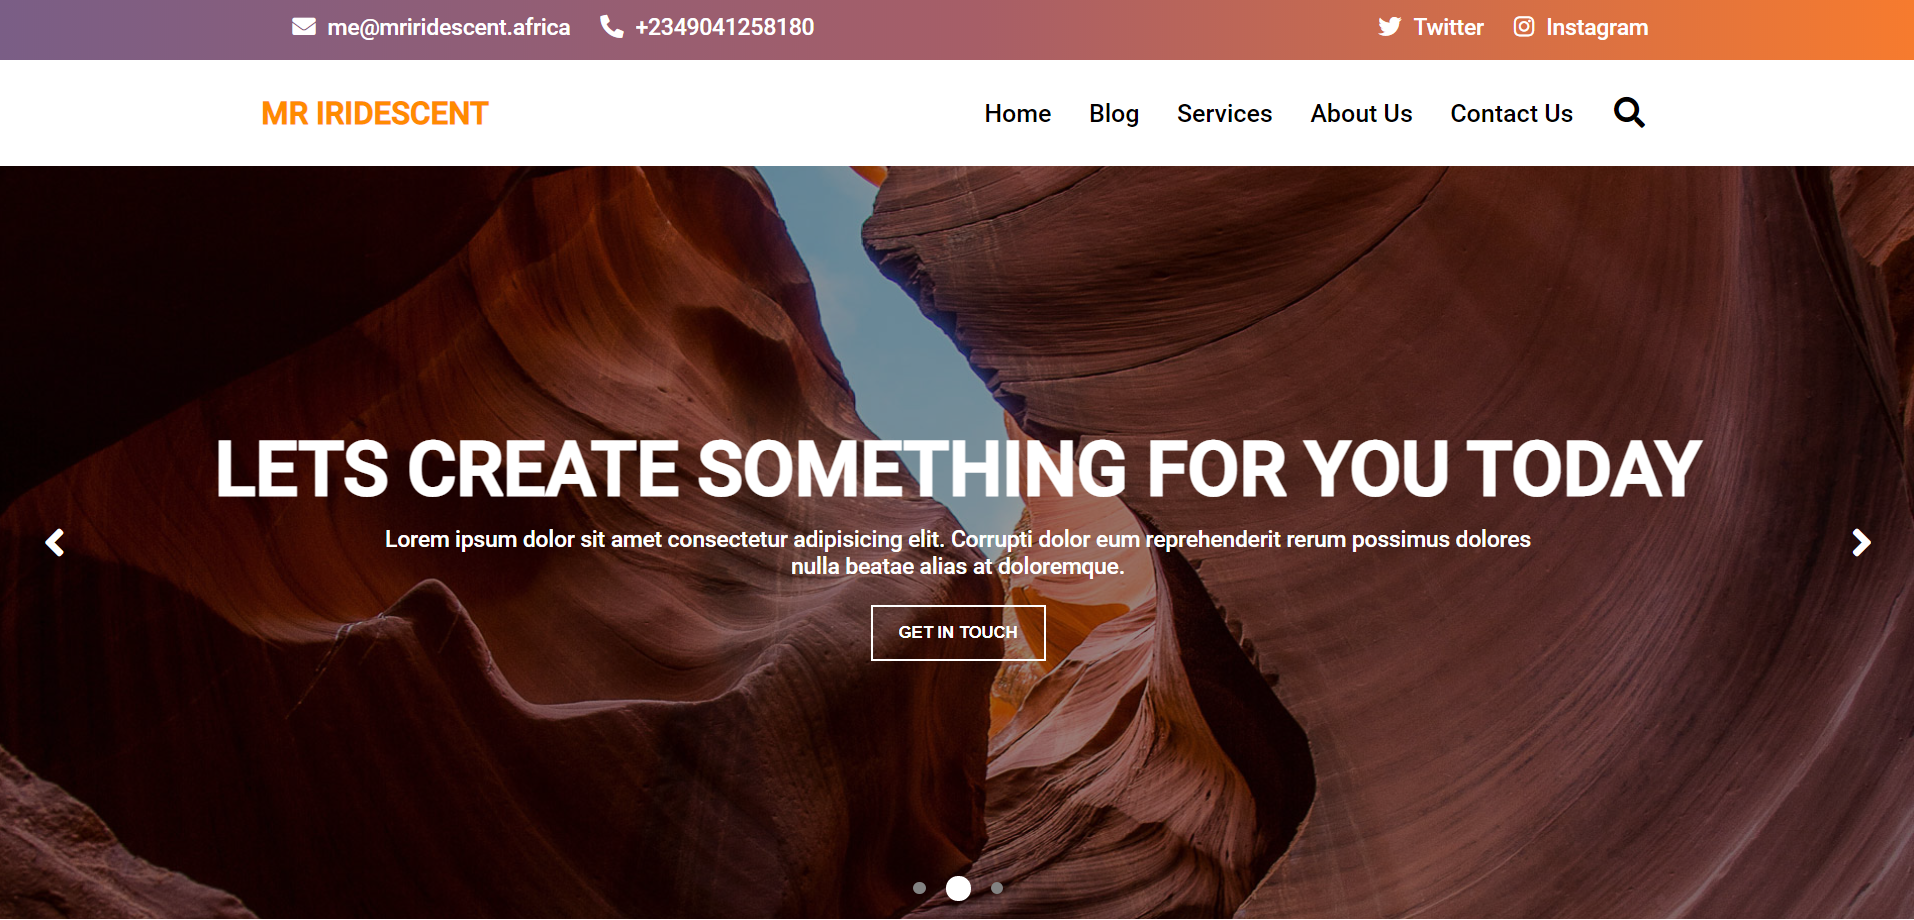 me@mriridescent.africa +2349041258180 Twitter Instagram
MR IRIDESCENT Home Blog Services About Us Contact Us
LETS CREATE SOMETHING FOR YOU TODAY
Lorem ipsum dolor sit amet consectetur adipisicing elit. Corrupti dolor eum reprehenderit rerum possimus dolores
nulla beatae alias at doloremque.
GET IN TOUCH